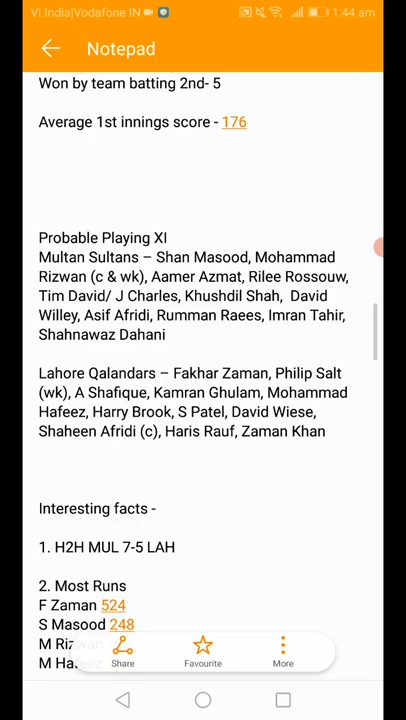 Vi India|Vodafone IN
1:44 am
Notepad
Won by team batting 2nd- 5
Average 1st innings score - 176
Probable Playing XI
Multan Sultans – Shan Masood, Mohammad
Rizwan (c & wk), Aamer Azmat, Rilee Rossouw,
Tim David/ J Charles, Khushdil Shah,  David
Willey, Asif Afridi, Rumman Raees, Imran Tahir,
Shahnawaz Dahani
Lahore Qalandars – Fakhar Zaman, Philip Salt
(wk), A Shafique, Kamran Ghulam, Mohammad
Hafeez, Harry Brook, S Patel, David Wiese,
Shaheen Afridi (c), Haris Rauf, Zaman Khan
Interesting facts -
1. H2H MUL 7-5 LAH
2. Most Runs
F Zaman 524
S Masood 248
M Rizwan
M Hafeez
Share
Favourite
More